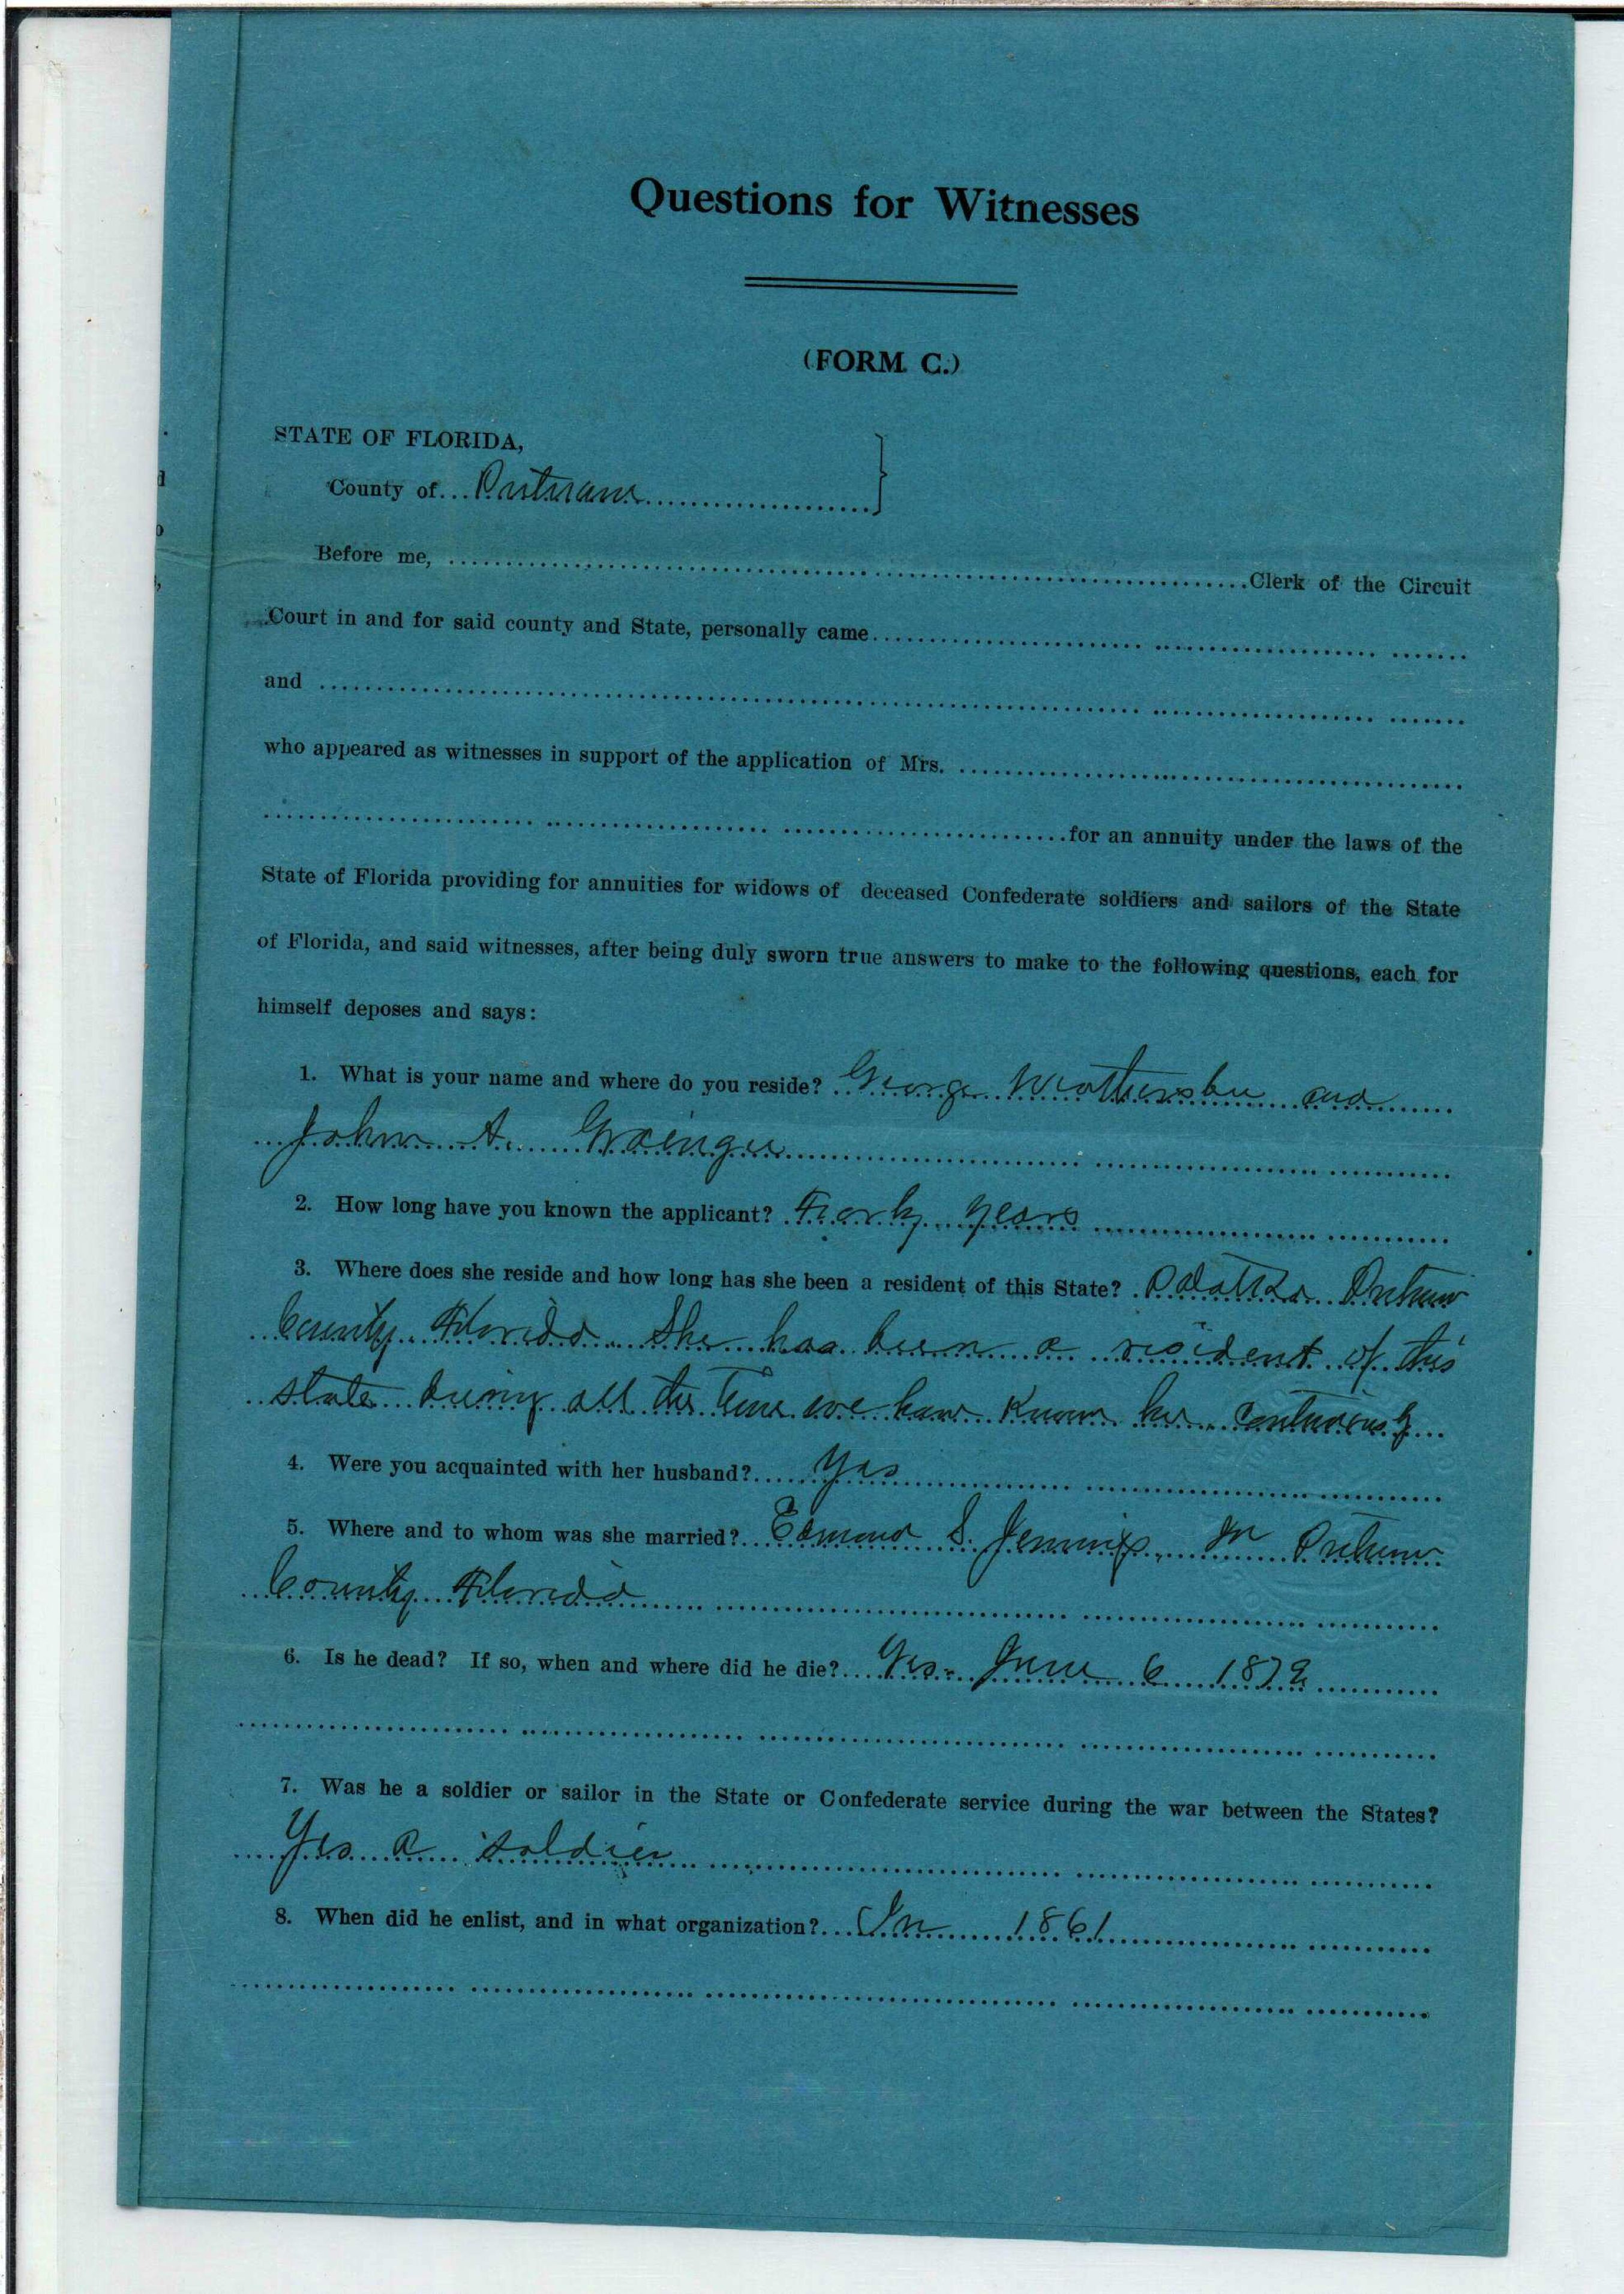 Questions for Witnesses
(FORM C.)
STATE OF FLORIDA,
County of Putnam
Before me, Clerk of the Circuit
Court in and for said county and State, personally came
and
who appeared as witnesses in support of the application of Mrs.
for an annuity under the laws of the
State of Florida providing for annuities for widows of deceased Confederate soldiers and sailors of the State
of Florida, and said witnesses, after being duly sworn true answers to make to the following questions, each for
himself deposes and says:
1. What is your name and where do you reside? George and
John A.
2. How long have you known the applicant? years
3. Where does she reside and how long has she been a resident of this State? Palatka Putnam
County Florida She has been a resident of this
state during all the time we have known her continuously
4. Were you acquainted with her husband? Yes
5. Where and to whom was she married? Edmond S. Jennings, In Putnam
County Florida
6. Is he dead? If so, when and where did he die? Yes - June 6
7. Was he a soldier or sailor in the State or Confederate service during the war between the States?
Yes a soldier
8. When did he enlist, and in what organization? In 1861